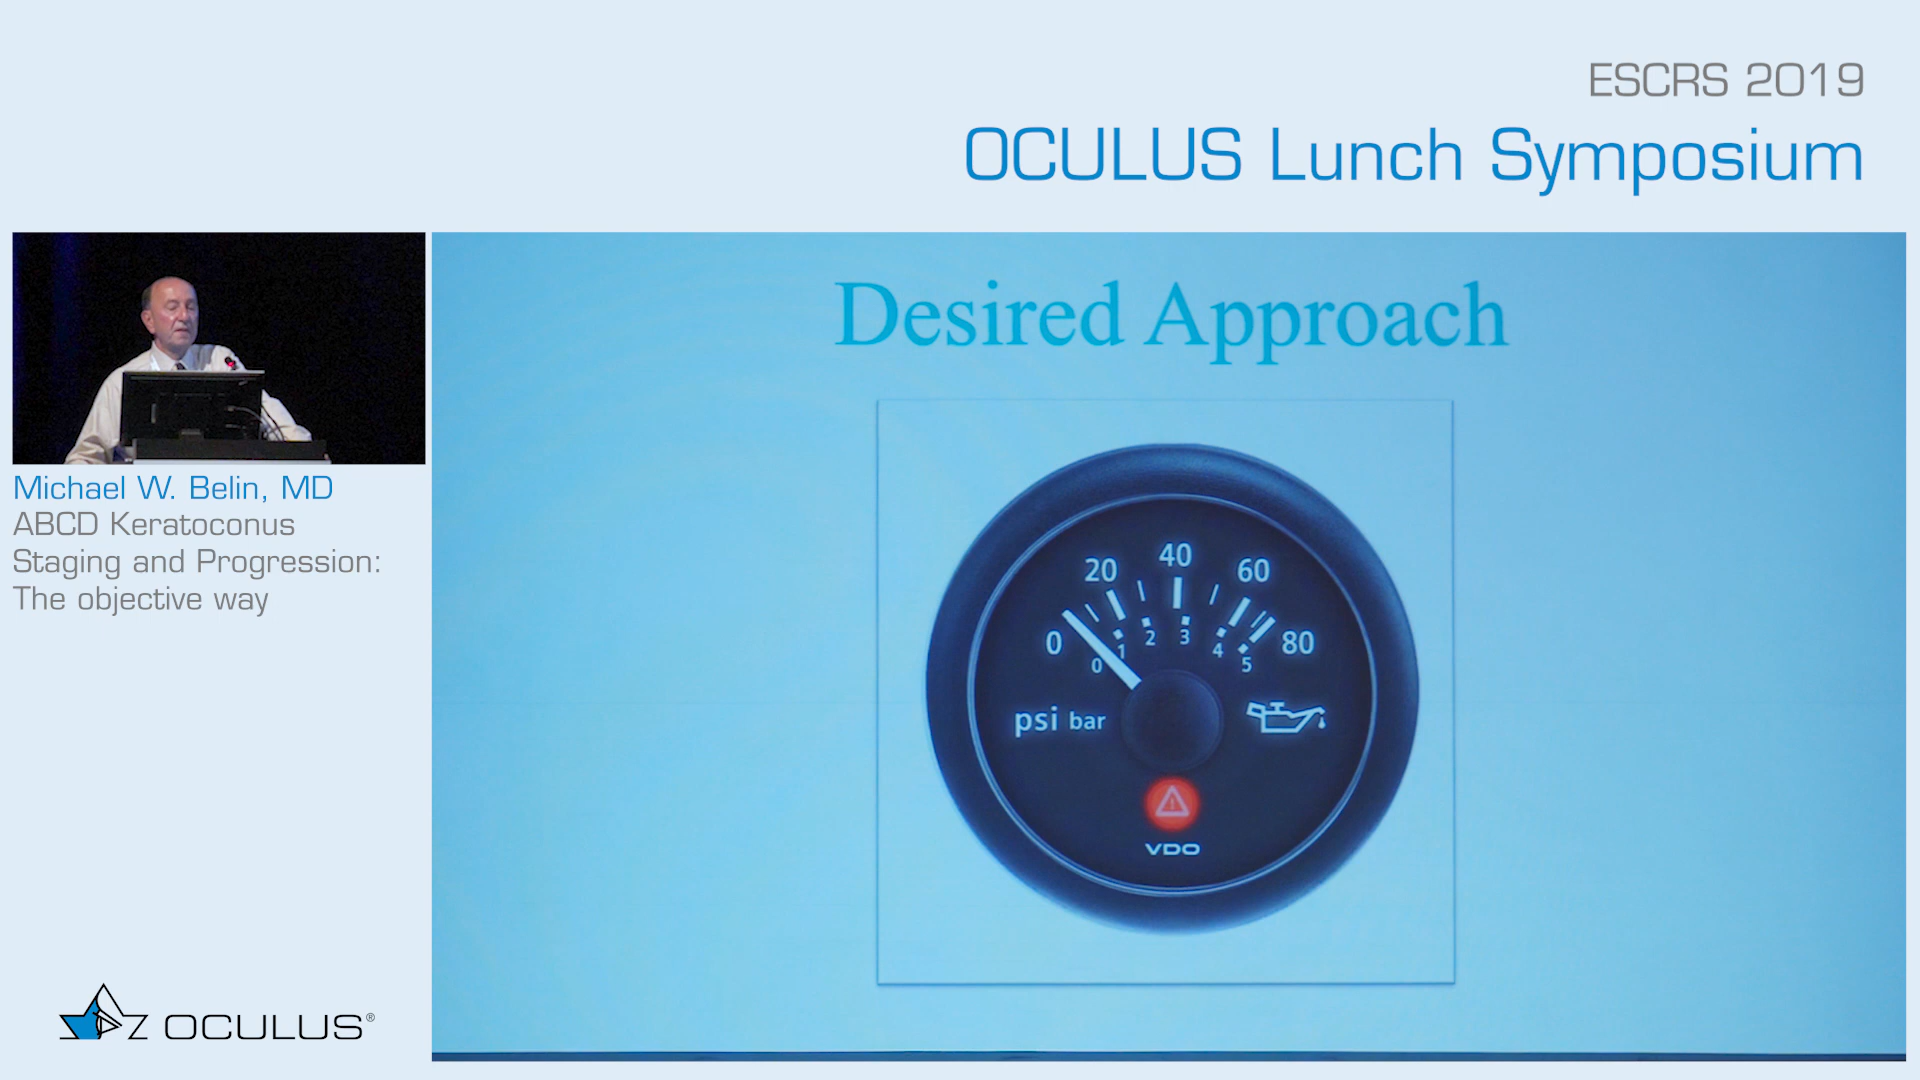 ESCRS 2019
OCULUS Lunch Symposium
Michael W. Belin, MD
ABCD Keratoconus
Staging and Progression:
The objective way
OCULUS®
Desired Approach
0 20 40 60 80
0 1 2 3 4 5
psi bar
VDO